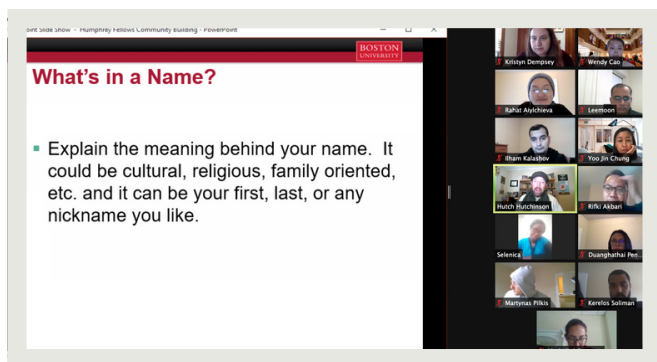 Slide Show - Humphrey Fellows Community Building - PowerPoint
BOSTON
UNIVERSITY
What's in a Name?
Explain the meaning behind your name. It
could be cultural, religious, family oriented,
etc. and it can be your first, last, or any
nickname you like.
Kristyn Dempsey
Wendy Cao
Rahat Aiylchieva
Leemoon
Ilham Kalashov
Yoo Jin Chung
Hutch Hutchinson
Rifki Akbari
Selenica
Duanghathai Pen...
Martynas Pilkis
Kerelos Soliman